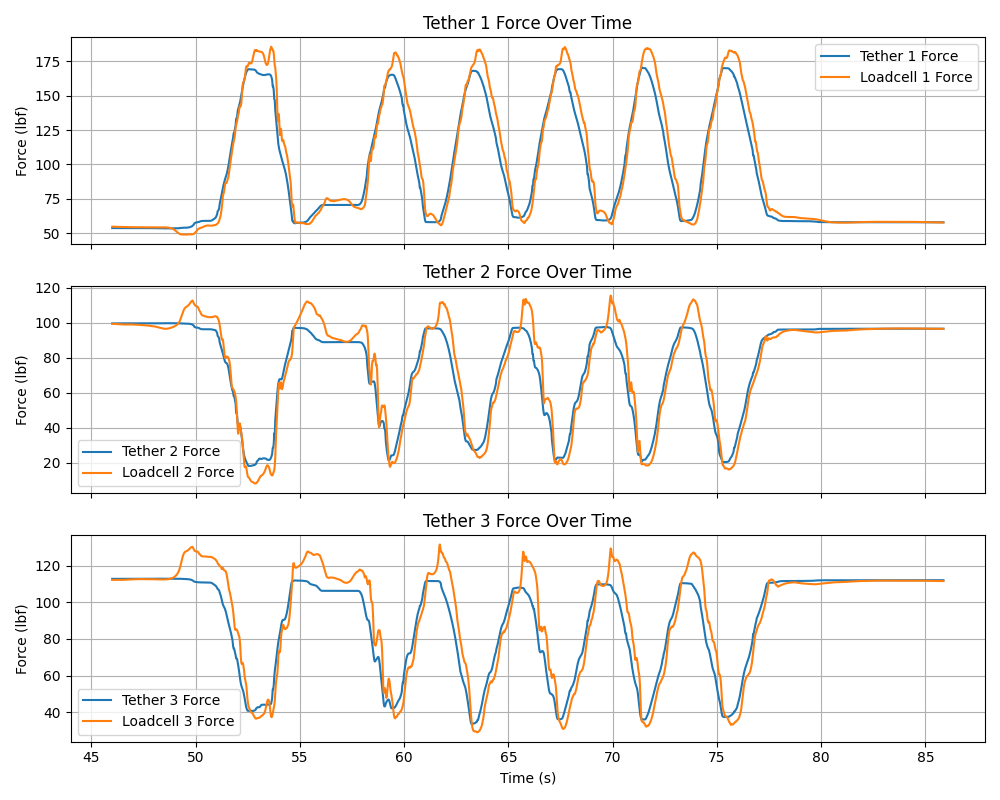 Tether 1 Force Over Time
Force (lbf)
175
150
125
100
75
50
Tether 1 Force
Loadcell 1 Force
Tether 2 Force Over Time
Force (lbf)
120
100
80
60
40
20
Tether 2 Force
Loadcell 2 Force
Tether 3 Force Over Time
Force (lbf)
120
100
80
60
40
Tether 3 Force
Loadcell 3 Force
45 50 55 60 65 70 75 80 85
Time (s)